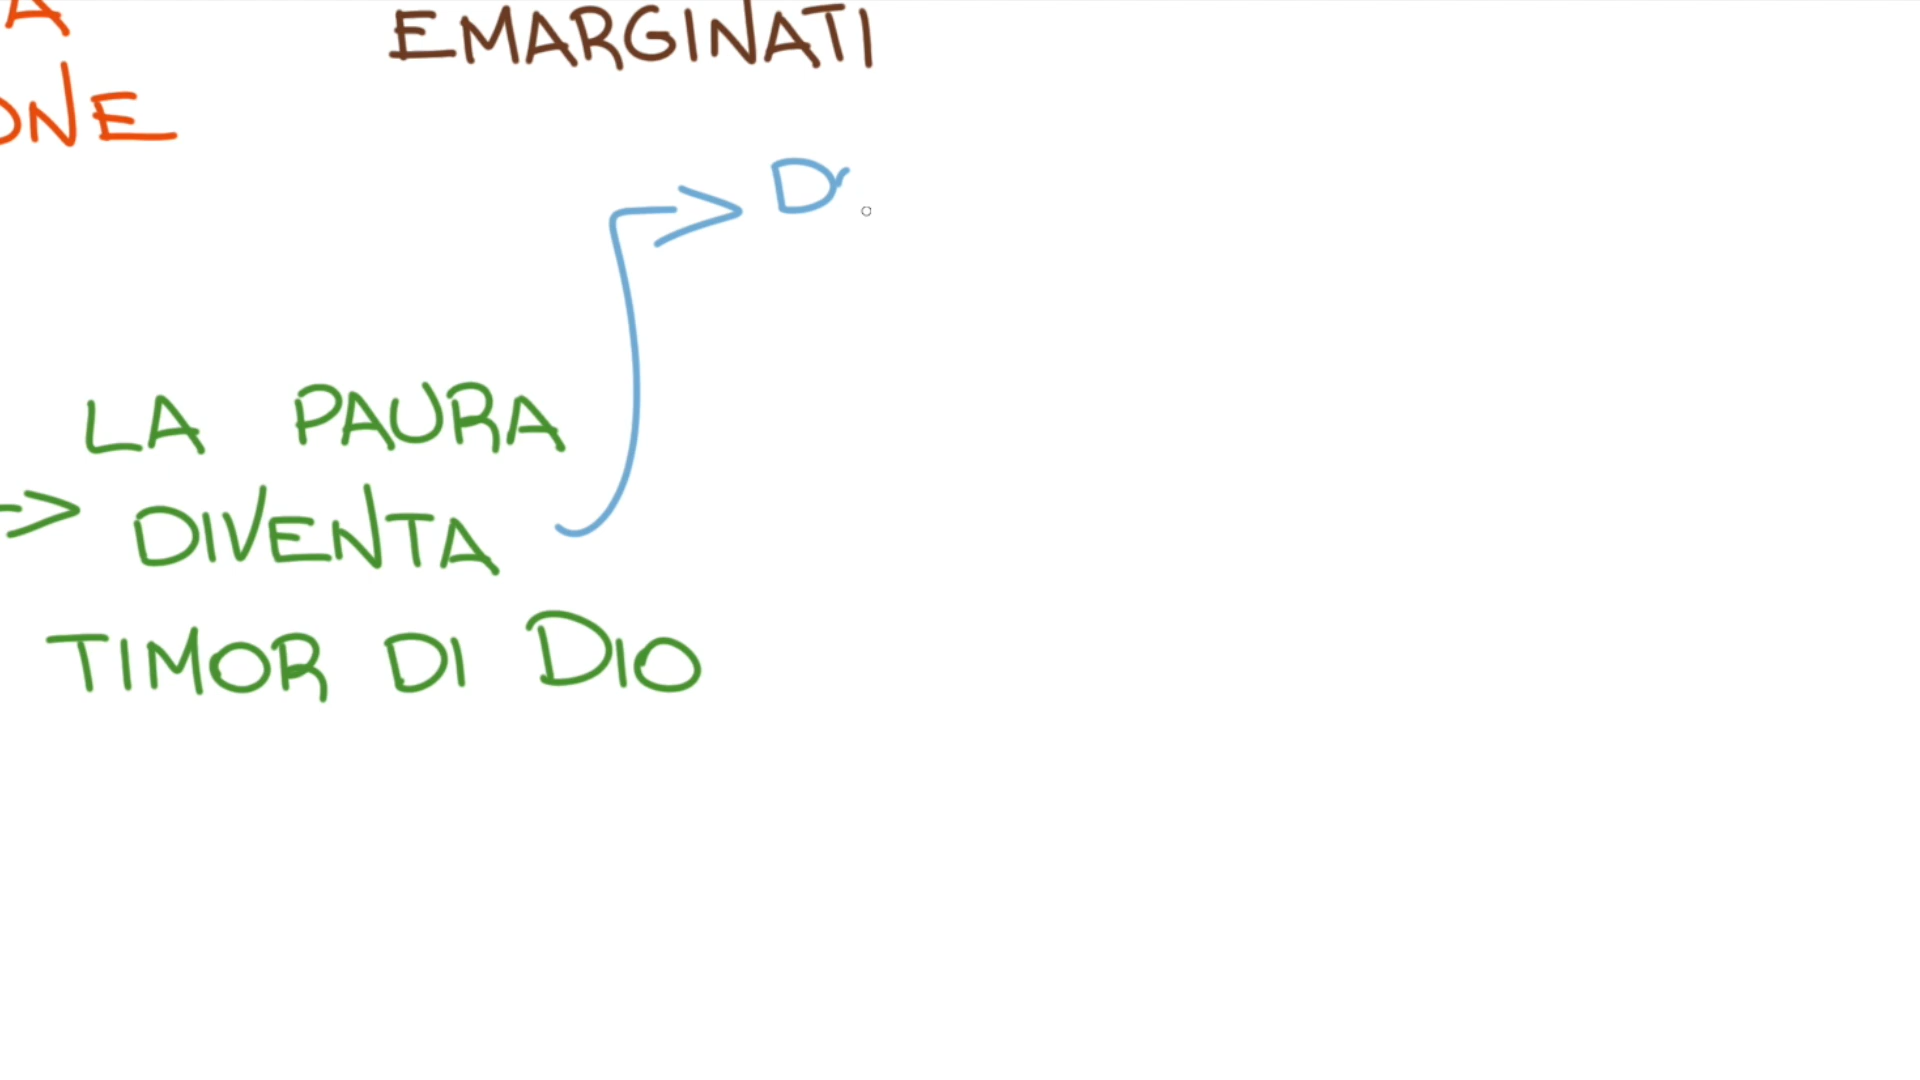 A
EMARGINATI
ONE
D
LA PAURA
DIVENTA
TIMOR DI DIO